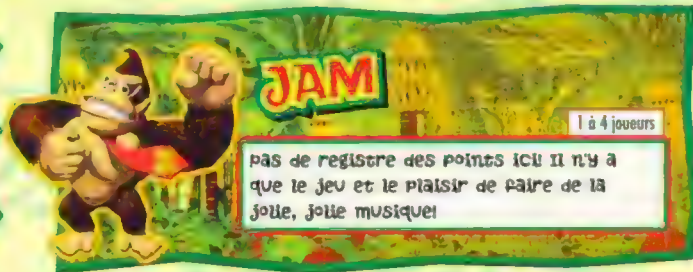 JAM
1 à 4 joueurs
Pas de registre des points ici! Il n'y a
que le jeu et le plaisir de faire de la
jolie, jolie musique!